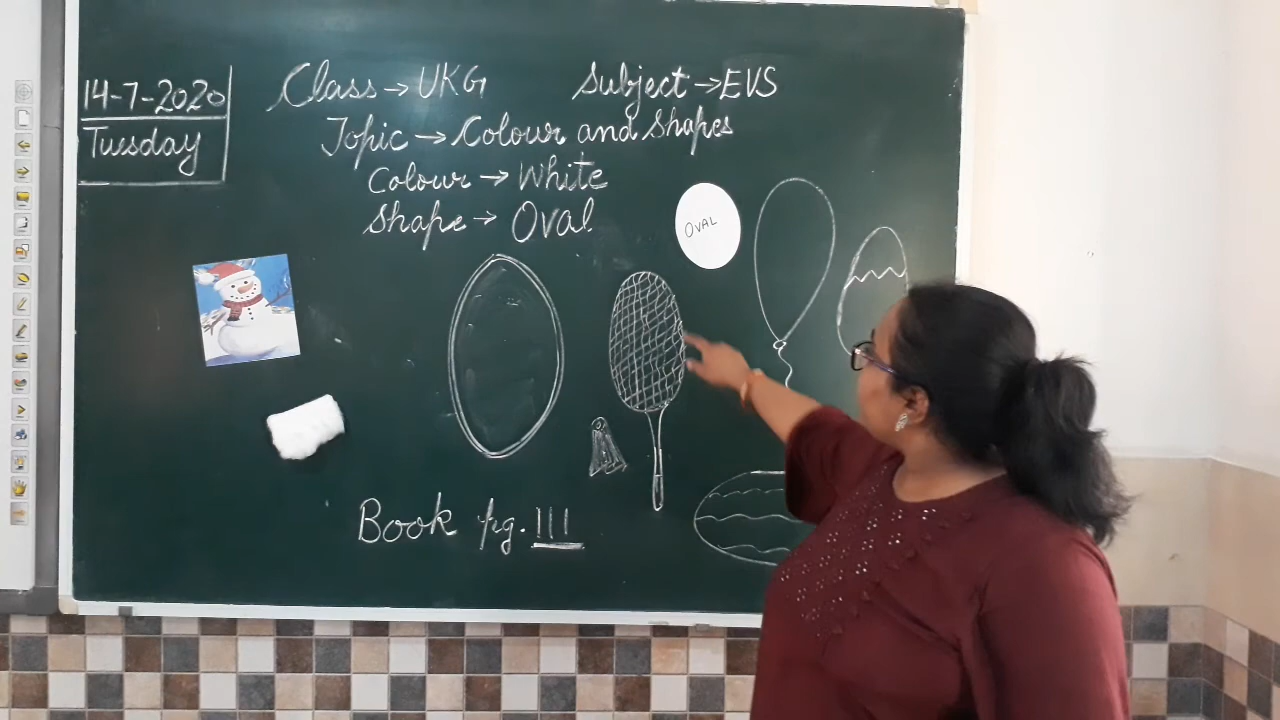 14-7-2020
Tuesday
Class → UKG
Subject → EVS
Topic → Colour and Shapes
Colour → White
Shape → Oval
OVAL
Book pg. 111